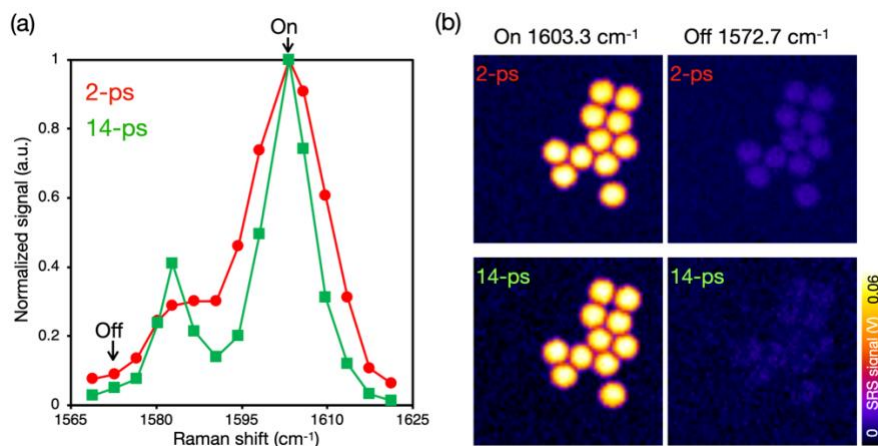 (a)
On
2-ps
14-ps
Off
Normalized signal (a.u.)
1
0.8
0.6
0.4
0.2
0
1565
1580
1595
1610
1625
Raman shift (cm-1)
(b)
On 1603.3 cm-1
Off 1572.7 cm-1
2-ps
2-ps
14-ps
14-ps
0 SRS signal (V) 0.06